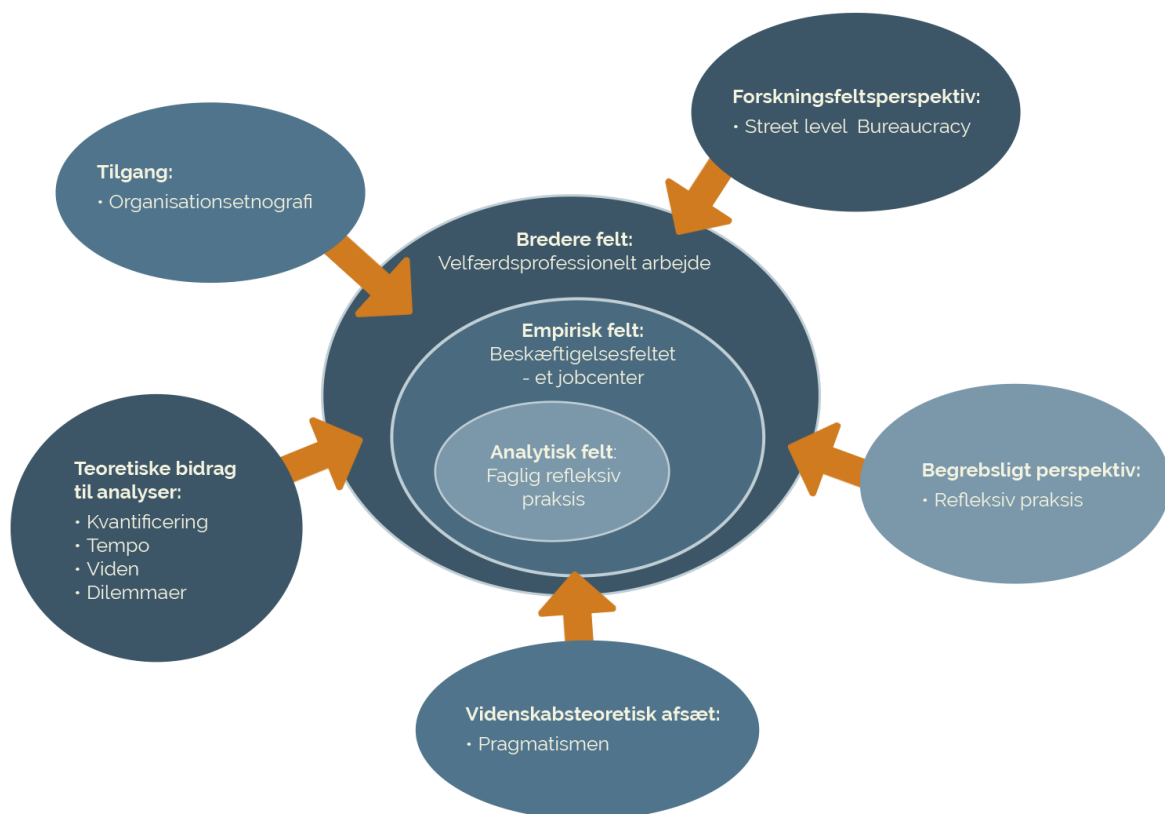 Forskningsfeltsperspektiv:
• Street level  Bureaucracy
Tilgang:
• Organisationsetnografi
Bredere felt:
Velfærdsprofessionelt arbejde
Empirisk felt:
Beskæftigelsesfeltet
- et jobcenter
Analytisk felt:
Faglig refleksiv
praksis
Teoretiske bidrag
til analyser:
• Kvantificering
• Tempo
• Viden
• Dilemmaer
Begrebsligt perspektiv:
• Refleksiv praksis
Videnskabsteoretisk afsæt:
• Pragmatismen